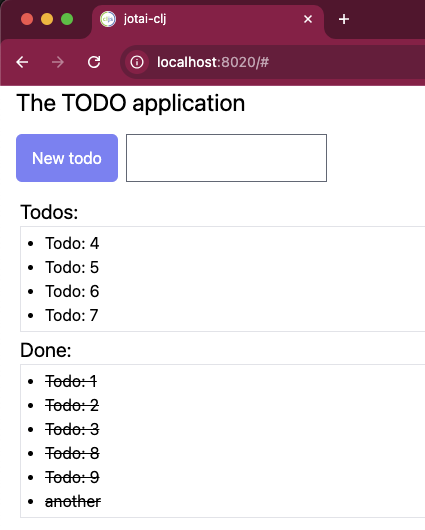 jotai-clj
localhost:8020/#
The TODO application
New todo
Todos:
Todo: 4
Todo: 5
Todo: 6
Todo: 7
Done:
Todo: 1
Todo: 2
Todo: 3
Todo: 8
Todo: 9
another